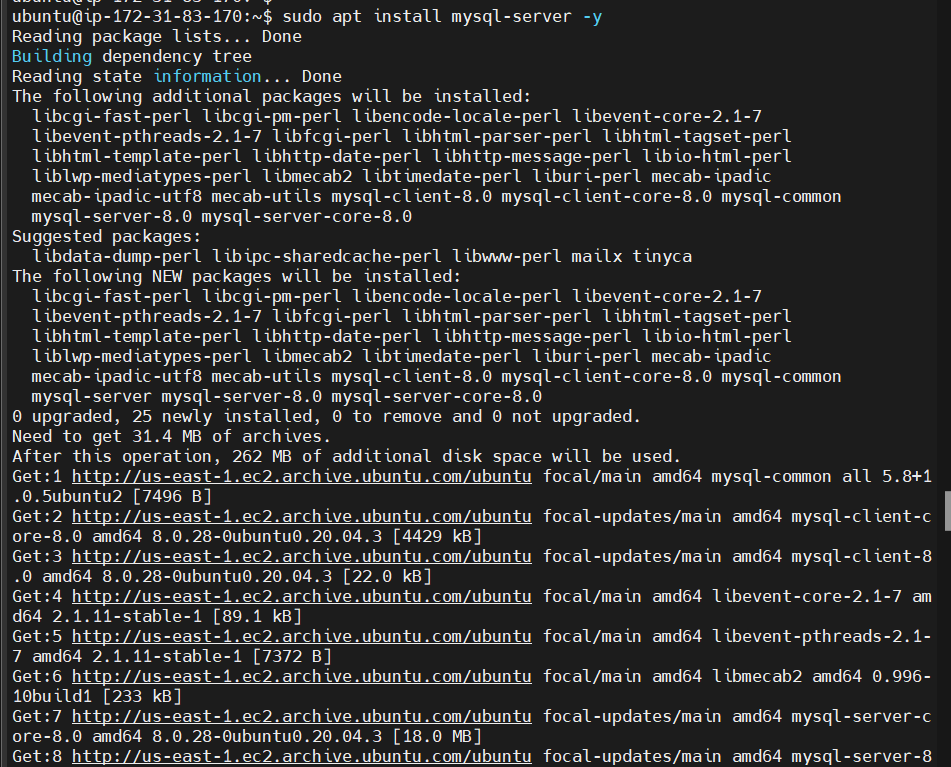 ubuntu@ip-172-31-83-170:~$
ubuntu@ip-172-31-83-170:~$ sudo apt install mysql-server -y
Reading package lists... Done
Building dependency tree
Reading state information... Done
The following additional packages will be installed:
  libcgi-fast-perl libcgi-pm-perl libencode-locale-perl libevent-core-2.1-7
  libevent-pthreads-2.1-7 libfcgi-perl libhtml-parser-perl libhtml-tagset-perl
  libhtml-template-perl libhttp-date-perl libhttp-message-perl libio-html-perl
  liblwp-mediatypes-perl libmecab2 libtimedate-perl liburi-perl mecab-ipadic
  mecab-ipadic-utf8 mecab-utils mysql-client-8.0 mysql-client-core-8.0 mysql-common
  mysql-server-8.0 mysql-server-core-8.0
Suggested packages:
  libdata-dump-perl libipc-sharedcache-perl libwww-perl mailx tinyca
The following NEW packages will be installed:
  libcgi-fast-perl libcgi-pm-perl libencode-locale-perl libevent-core-2.1-7
  libevent-pthreads-2.1-7 libfcgi-perl libhtml-parser-perl libhtml-tagset-perl
  libhtml-template-perl libhttp-date-perl libhttp-message-perl libio-html-perl
  liblwp-mediatypes-perl libmecab2 libtimedate-perl liburi-perl mecab-ipadic
  mecab-ipadic-utf8 mecab-utils mysql-client-8.0 mysql-client-core-8.0 mysql-common
  mysql-server mysql-server-8.0 mysql-server-core-8.0
0 upgraded, 25 newly installed, 0 to remove and 0 not upgraded.
Need to get 31.4 MB of archives.
After this operation, 262 MB of additional disk space will be used.
Get:1 http://us-east-1.ec2.archive.ubuntu.com/ubuntu focal/main amd64 mysql-common all 5.8+1
.0.5ubuntu2 [7496 B]
Get:2 http://us-east-1.ec2.archive.ubuntu.com/ubuntu focal-updates/main amd64 mysql-client-c
ore-8.0 amd64 8.0.28-0ubuntu0.20.04.3 [4429 kB]
Get:3 http://us-east-1.ec2.archive.ubuntu.com/ubuntu focal-updates/main amd64 mysql-client-8
.0 amd64 8.0.28-0ubuntu0.20.04.3 [22.0 kB]
Get:4 http://us-east-1.ec2.archive.ubuntu.com/ubuntu focal/main amd64 libevent-core-2.1-7 am
d64 2.1.11-stable-1 [89.1 kB]
Get:5 http://us-east-1.ec2.archive.ubuntu.com/ubuntu focal/main amd64 libevent-pthreads-2.1-
7 amd64 2.1.11-stable-1 [7372 B]
Get:6 http://us-east-1.ec2.archive.ubuntu.com/ubuntu focal/main amd64 libmecab2 amd64 0.996-
10build1 [233 kB]
Get:7 http://us-east-1.ec2.archive.ubuntu.com/ubuntu focal-updates/main amd64 mysql-server-c
ore-8.0 amd64 8.0.28-0ubuntu0.20.04.3 [18.0 MB]
Get:8 http://us-east-1.ec2.archive.ubuntu.com/ubuntu focal-updates/main amd64 mysql-server-8